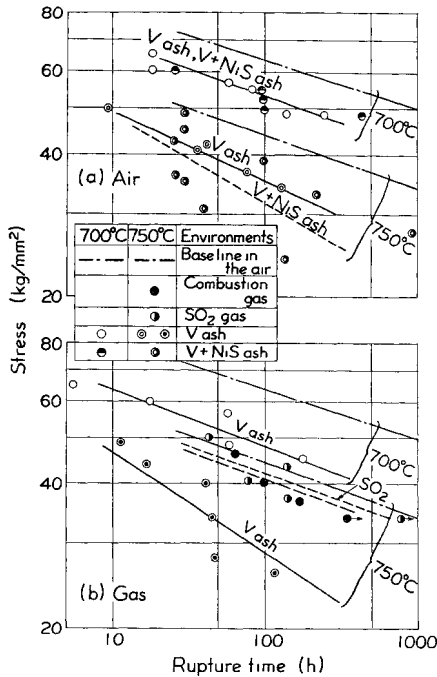 80
60
40
20
V ash, V+NiS ash
700°C
V ash
V+NiS ash
750°C
(a) Air
700°C 750°C Environments
Base line in the air
Combustion gas
SO2 gas
V ash
V+NiS ash
Stress (kg/mm²)
80
60
40
20
V ash
700°C
SO2
V ash
750°C
(b) Gas
10 100 1000
Rupture time (h)